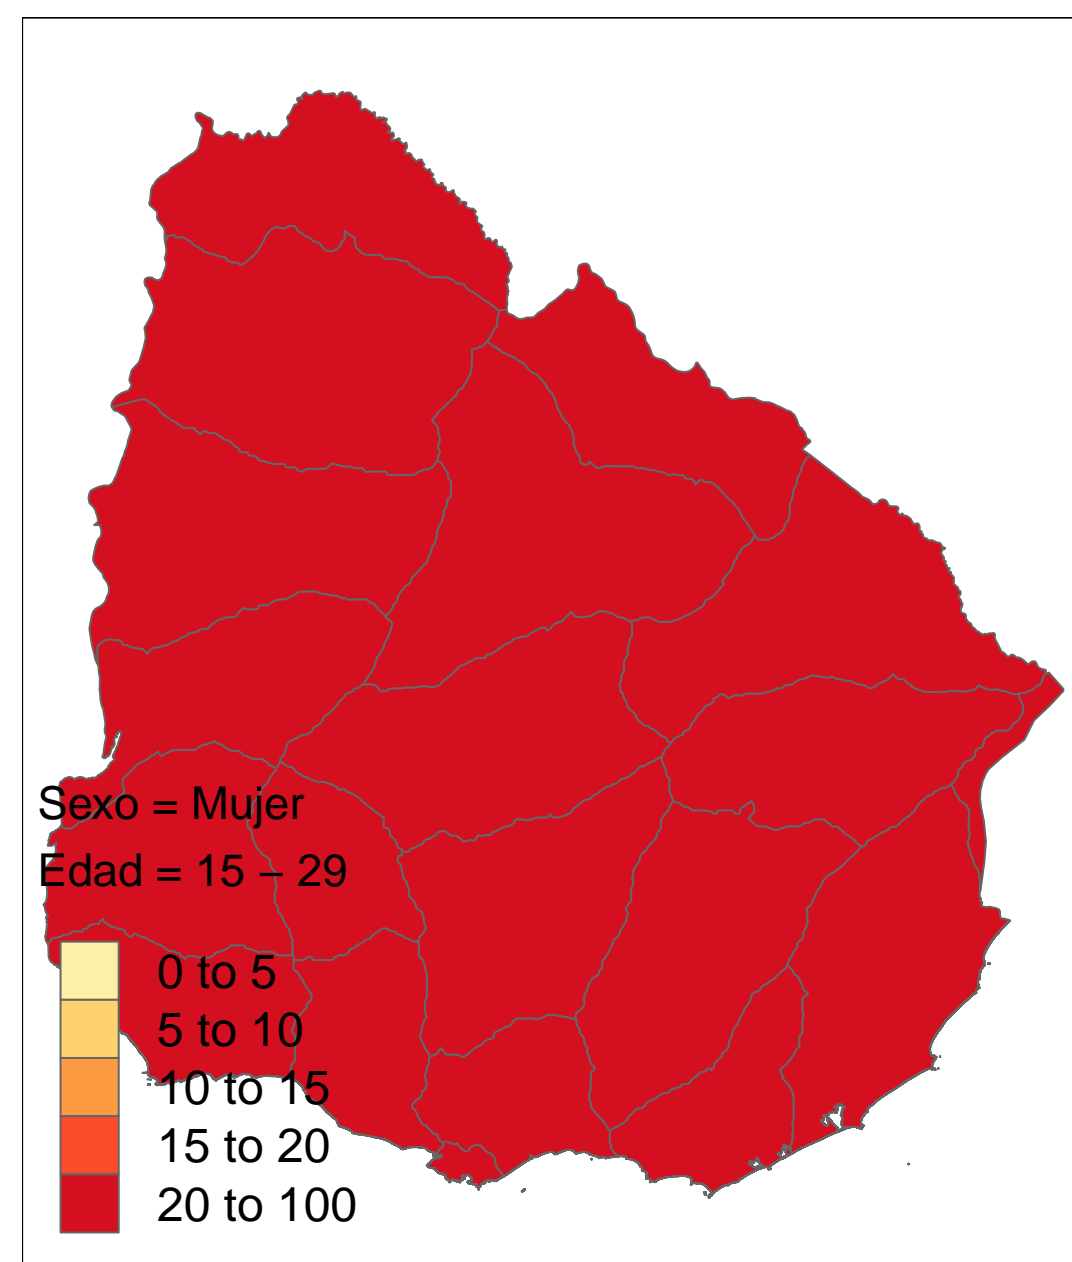 Sexo = Mujer
Edad = 15 – 29
0 to 5
5 to 10
10 to 15
15 to 20
20 to 100